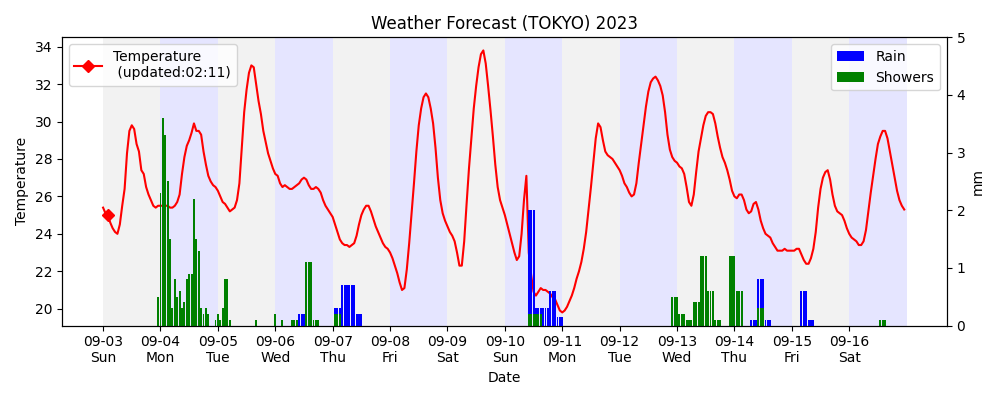 Weather Forecast (TOKYO) 2023
Temperature
(updated:02:11)
Rain
Showers
34
32
30
28
26
24
22
20
Temperature
5
4
3
2
1
0
mm
09-03 09-04 09-05 09-06 09-07 09-08 09-09 09-10 09-11 09-12 09-13 09-14 09-15 09-16
Sun Mon Tue Wed Thu Fri Sat Sun Mon Tue Wed Thu Fri Sat
Date